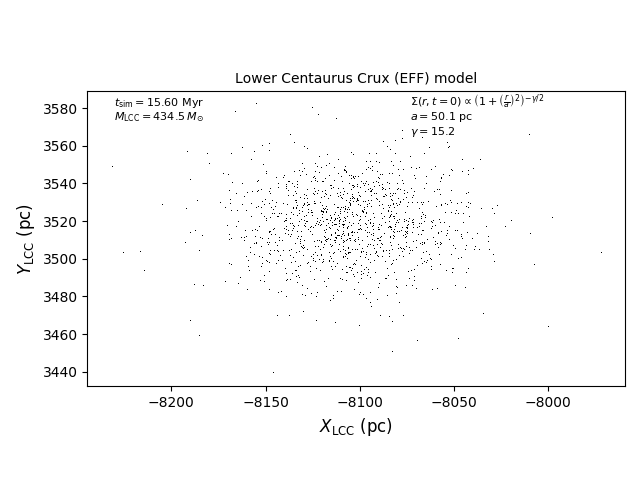 Lower Centaurus Crux (EFF) model
t_sim = 15.60 Myr
M_LCC = 434.5 M_⊙
Σ(r, t = 0) ∝ (1 + (r/a)²)^(−γ/2)
a = 50.1 pc
γ = 15.2
3580
3560
3540
3520
3500
3480
3460
3440
Y_LCC (pc)
−8200 −8150 −8100 −8050 −8000
X_LCC (pc)